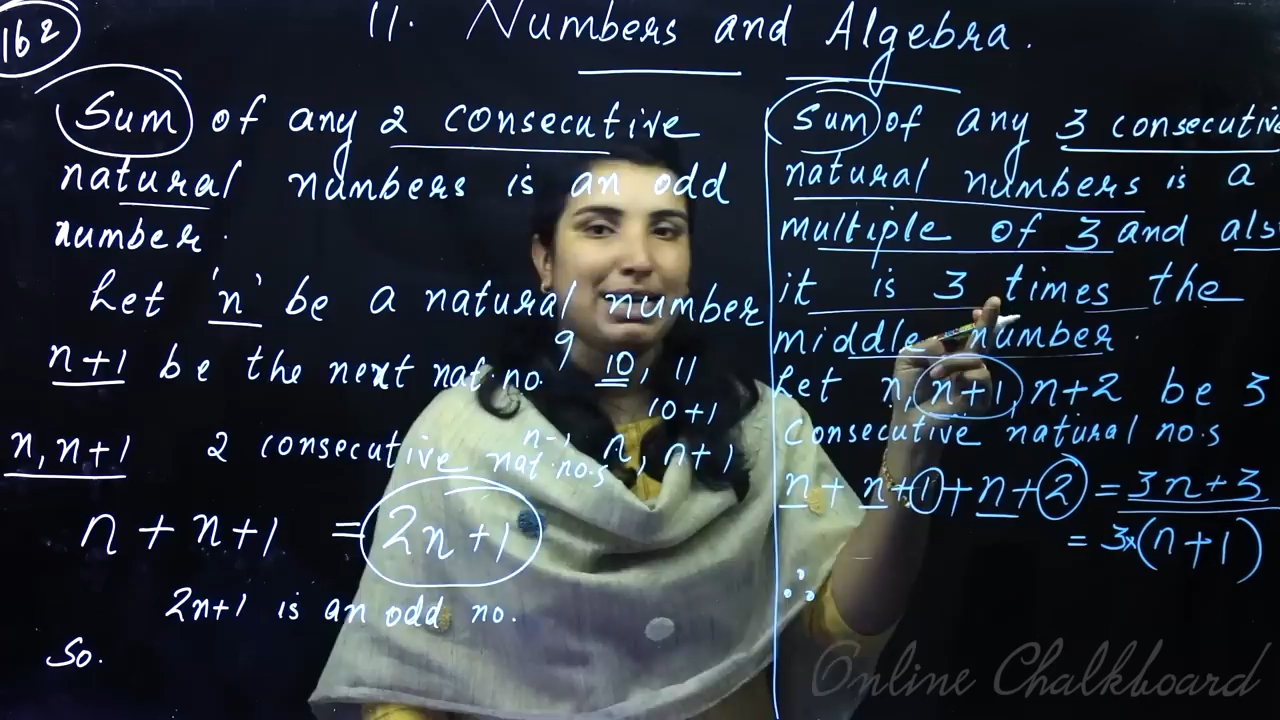 162
11. Numbers and Algebra.
Sum of any 2 consecutive
natural numbers is an odd
number.
Let 'n' be a natural number
n+1 be the next nat. no.
9 10, 11
10+1
n, n+1 2 consecutive nat. no.s
n-1 n, n+1
n + n+1 = 2n+1
2n+1 is an odd no.
So.
Sum of any 3 consecutive
natural numbers is a
multiple of 3 and als
it is 3 times the
middle number.
Let n, n+1, n+2 be 3
consecutive natural no.s
n + n+1+n+2 = 3n+3
= 3×(n+1)
∴
Online Chalkboard